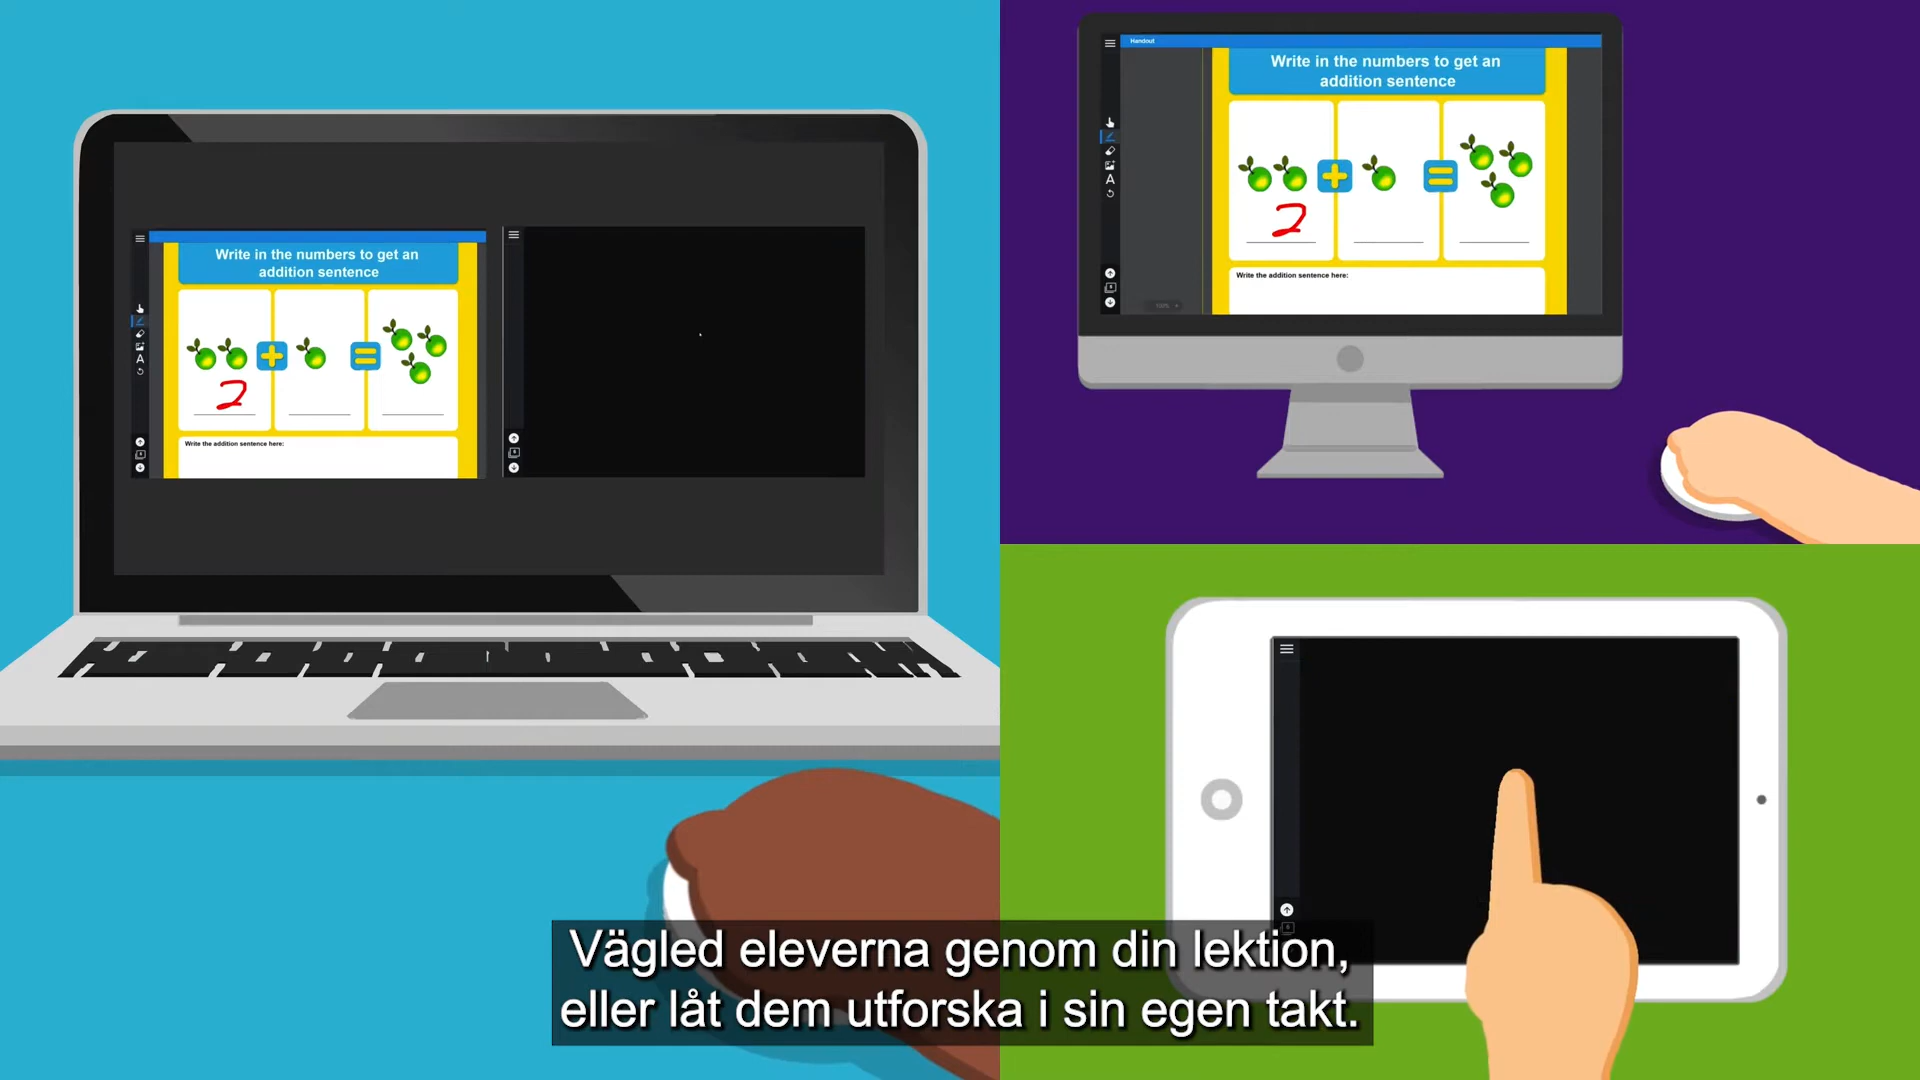 Write in the numbers to get an
addition sentence
2
Write the addition sentence here:
Handout
Write in the numbers to get an
addition sentence
2
Write the addition sentence here:
Vägled eleverna genom din lektion,
eller låt dem utforska i sin egen takt.